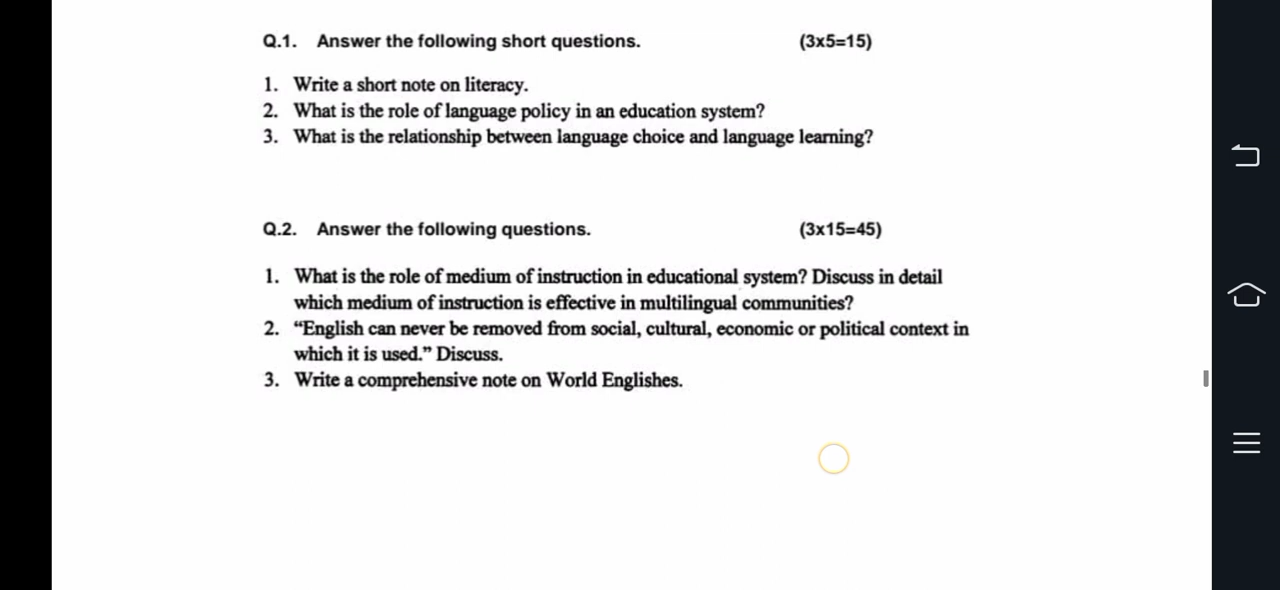 Q.1. Answer the following short questions. (3x5=15)
1. Write a short note on literacy.
2. What is the role of language policy in an education system?
3. What is the relationship between language choice and language learning?
Q.2. Answer the following questions. (3x15=45)
1. What is the role of medium of instruction in educational system? Discuss in detail
which medium of instruction is effective in multilingual communities?
2. “English can never be removed from social, cultural, economic or political context in
which it is used.” Discuss.
3. Write a comprehensive note on World Englishes.